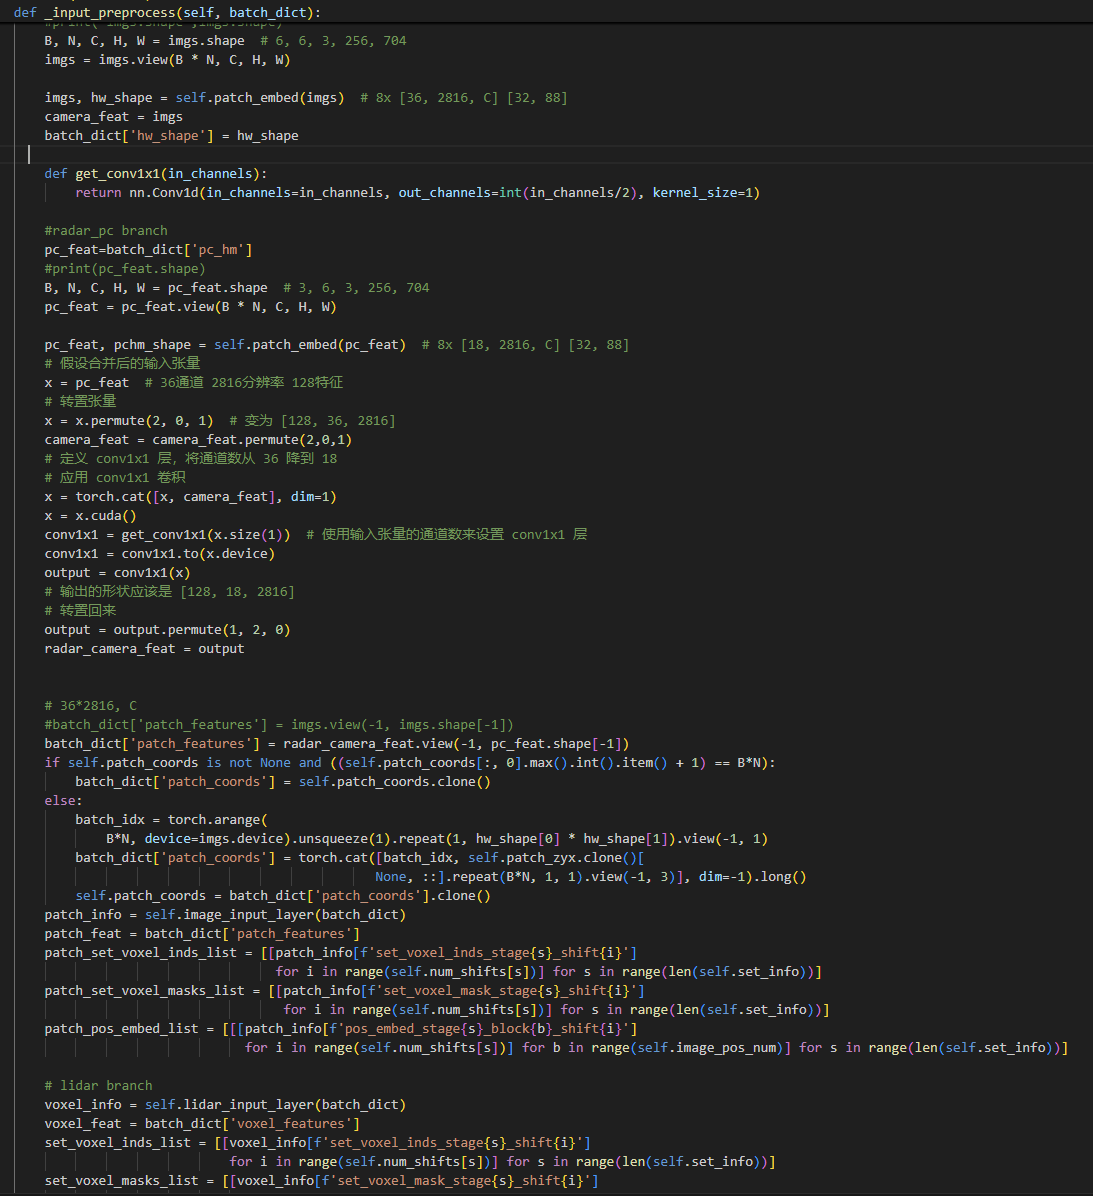 def _input_preprocess(self, batch_dict):
#print("imgs.shape",imgs.shape)
B, N, C, H, W = imgs.shape  # 6, 6, 3, 256, 704
imgs = imgs.view(B * N, C, H, W)
imgs, hw_shape = self.patch_embed(imgs)  # 8x [36, 2816, C] [32, 88]
camera_feat = imgs
batch_dict['hw_shape'] = hw_shape
def get_conv1x1(in_channels):
return nn.Conv1d(in_channels=in_channels, out_channels=int(in_channels/2), kernel_size=1)
#radar_pc branch
pc_feat=batch_dict['pc_hm']
#print(pc_feat.shape)
B, N, C, H, W = pc_feat.shape  # 3, 6, 3, 256, 704
pc_feat = pc_feat.view(B * N, C, H, W)
pc_feat, pchm_shape = self.patch_embed(pc_feat)  # 8x [18, 2816, C] [32, 88]
# 假设合并后的输入张量
x = pc_feat  # 36通道 2816分辨率 128特征
# 转置张量
x = x.permute(2, 0, 1)  # 变为 [128, 36, 2816]
camera_feat = camera_feat.permute(2,0,1)
# 定义 conv1x1 层，将通道数从 36 降到 18
# 应用 conv1x1 卷积
x = torch.cat([x, camera_feat], dim=1)
x = x.cuda()
conv1x1 = get_conv1x1(x.size(1))  # 使用输入张量的通道数来设置 conv1x1 层
conv1x1 = conv1x1.to(x.device)
output = conv1x1(x)
# 输出的形状应该是 [128, 18, 2816]
# 转置回来
output = output.permute(1, 2, 0)
radar_camera_feat = output
# 36*2816, C
#batch_dict['patch_features'] = imgs.view(-1, imgs.shape[-1])
batch_dict['patch_features'] = radar_camera_feat.view(-1, pc_feat.shape[-1])
if self.patch_coords is not None and ((self.patch_coords[:, 0].max().int().item() + 1) == B*N):
batch_dict['patch_coords'] = self.patch_coords.clone()
else:
batch_idx = torch.arange(
B*N, device=imgs.device).unsqueeze(1).repeat(1, hw_shape[0] * hw_shape[1]).view(-1, 1)
batch_dict['patch_coords'] = torch.cat([batch_idx, self.patch_zyx.clone()[
None, ::].repeat(B*N, 1, 1).view(-1, 3)], dim=-1).long()
self.patch_coords = batch_dict['patch_coords'].clone()
patch_info = self.image_input_layer(batch_dict)
patch_feat = batch_dict['patch_features']
patch_set_voxel_inds_list = [[patch_info[f'set_voxel_inds_stage{s}_shift{i}']
for i in range(self.num_shifts[s])] for s in range(len(self.set_info))]
patch_set_voxel_masks_list = [[patch_info[f'set_voxel_mask_stage{s}_shift{i}']
for i in range(self.num_shifts[s])] for s in range(len(self.set_info))]
patch_pos_embed_list = [[[patch_info[f'pos_embed_stage{s}_block{b}_shift{i}']
for i in range(self.num_shifts[s])] for b in range(self.image_pos_num)] for s in range(len(self.set_info))]
# lidar branch
voxel_info = self.lidar_input_layer(batch_dict)
voxel_feat = batch_dict['voxel_features']
set_voxel_inds_list = [[voxel_info[f'set_voxel_inds_stage{s}_shift{i}']
for i in range(self.num_shifts[s])] for s in range(len(self.set_info))]
set_voxel_masks_list = [[voxel_info[f'set_voxel_mask_stage{s}_shift{i}']